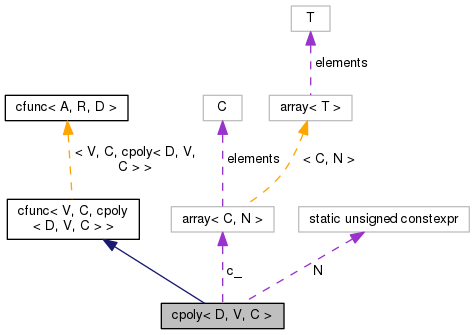 T
elements
cfunc< A, R, D >
C
array< T >
< V, C, cpoly< D, V,
C > >
elements
< C, N >
cfunc< V, C, cpoly
< D, V, C > >
array< C, N >
static unsigned constexpr
c_
N
cpoly< D, V, C >